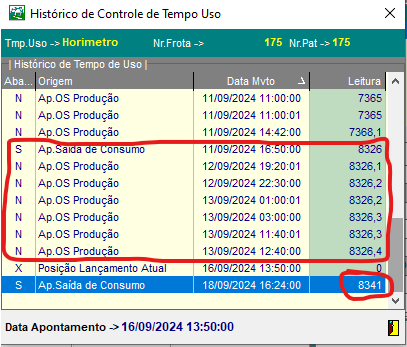 Histórico de Controle de Tempo Uso
Tmp.Uso -> Horimetro Nr.Frota -> 175 Nr.Pat -> 175
Histórico de Tempo de Uso
Aba... Origem Data Mvto Leitura
N Ap.OS Produção 11/09/2024 11:00:00 7365
N Ap.OS Produção 11/09/2024 11:00:01 7365
N Ap.OS Produção 11/09/2024 14:42:00 7368,1
S Ap.Saída de Consumo 11/09/2024 16:50:00 8326
N Ap.OS Produção 12/09/2024 19:20:01 8326,1
N Ap.OS Produção 12/09/2024 22:30:00 8326,2
N Ap.OS Produção 13/09/2024 01:00:01 8326,2
N Ap.OS Produção 13/09/2024 03:00:00 8326,3
N Ap.OS Produção 13/09/2024 11:40:01 8326,3
N Ap.OS Produção 13/09/2024 12:40:00 8326,4
X Posição Lançamento Atual 16/09/2024 13:50:00 0
S Ap.Saída de Consumo 18/09/2024 16:24:00 8341
Data Apontamento -> 16/09/2024 13:50:00